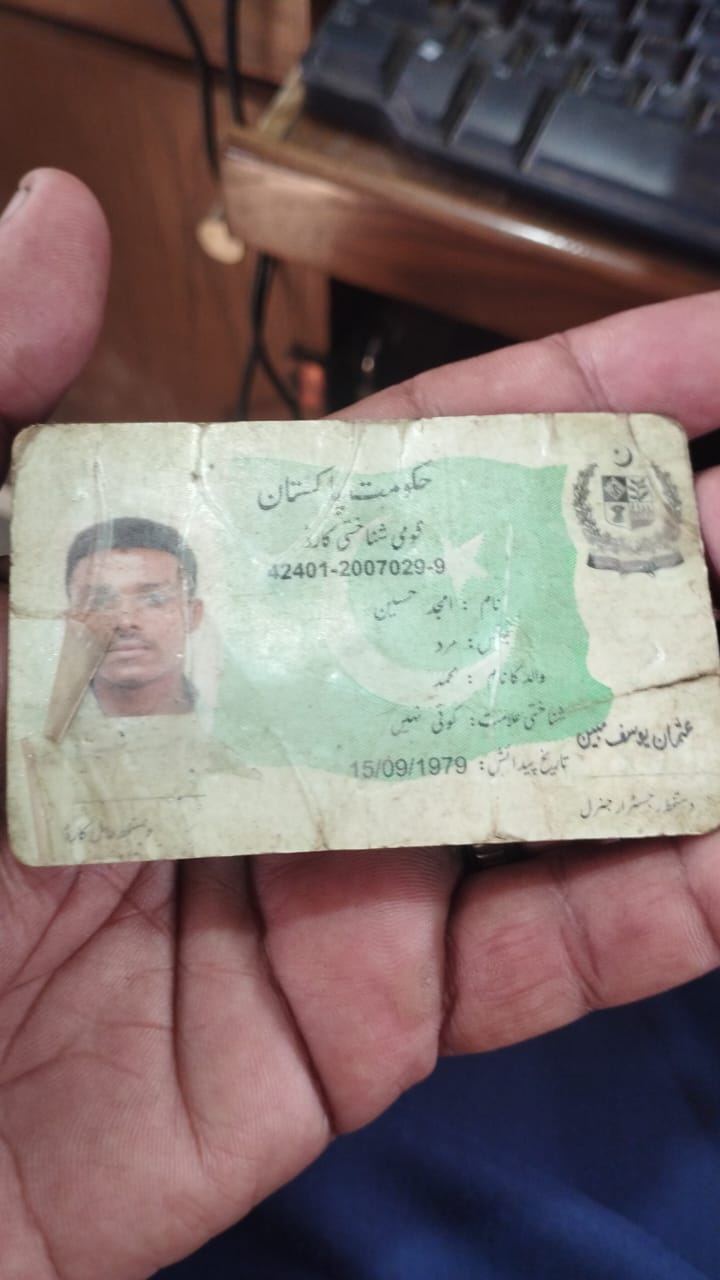 حکومت پاکستان
قومی شناختی کارڈ
42401-2007029-9
نام : امجد حسین
جنس: مرد
والد کا نام : محمد
شناختی علامت: کوئی نہیں
تاریخ پیدائش: 15/09/1979
عثمان یوسف مبین
دستخط رجسٹرار جنرل
دستخط حامل کارڈ